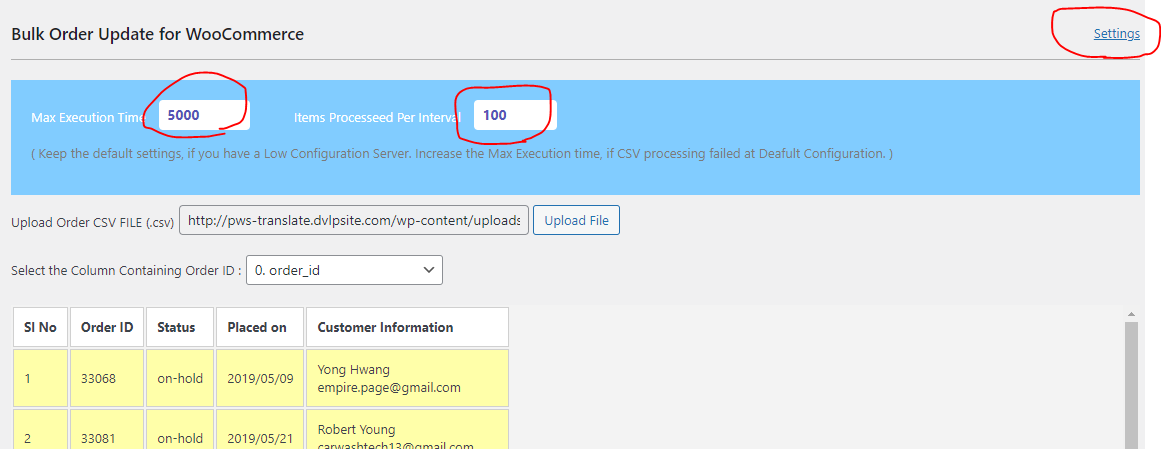 Bulk Order Update for WooCommerce
Settings
Max Execution Time 5000 Items Processeed Per Interval 100
( Keep the default settings, if you have a Low Configuration Server. Increase the Max Execution time, if CSV processing failed at Deafult Configuration. )
Upload Order CSV FILE (.csv) http://pws-translate.dvlpsite.com/wp-content/uploads Upload File
Select the Column Containing Order ID : 0. order_id
Sl No Order ID Status Placed on Customer Information
1 33068 on-hold 2019/05/09 Yong Hwang
empire.page@gmail.com
2 33081 on-hold 2019/05/21 Robert Young
carwashtech13@gmail.com